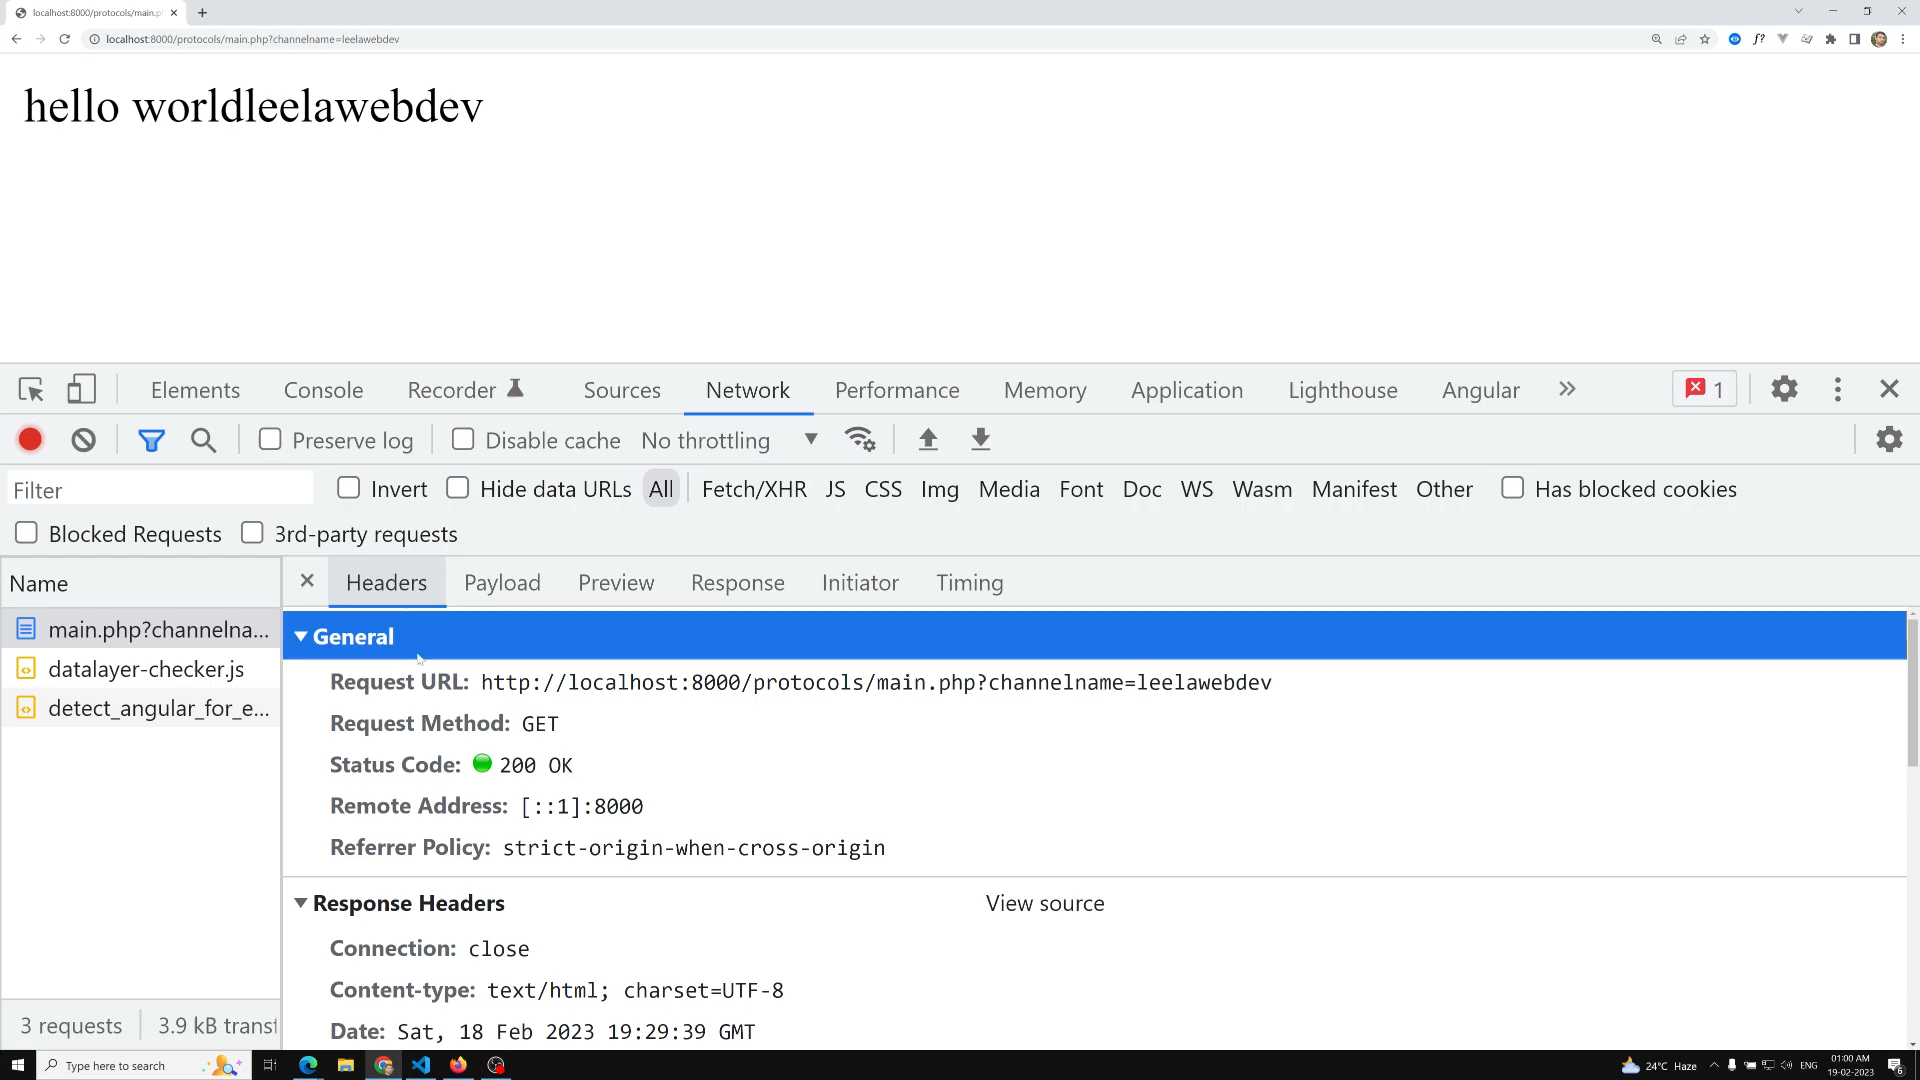 localhost:8000/protocols/main.p
localhost:8000/protocols/main.php?channelname=leelawebdev
f?
hello worldleelawebdev
Elements Console Recorder Sources Network Performance Memory Application Lighthouse Angular » 1
Preserve log Disable cache No throttling
Filter Invert Hide data URLs All Fetch/XHR JS CSS Img Media Font Doc WS Wasm Manifest Other Has blocked cookies
Blocked Requests 3rd-party requests
Name Headers Payload Preview Response Initiator Timing
main.php?channelna...
datalayer-checker.js
detect_angular_for_e...
General
Request URL: http://localhost:8000/protocols/main.php?channelname=leelawebdev
Request Method: GET
Status Code: 200 OK
Remote Address: [::1]:8000
Referrer Policy: strict-origin-when-cross-origin
Response Headers View source
Connection: close
Content-type: text/html; charset=UTF-8
Date: Sat, 18 Feb 2023 19:29:39 GMT
3 requests 3.9 kB transf
Type here to search
24°C Haze ENG 01:00 AM
19-02-2023 6